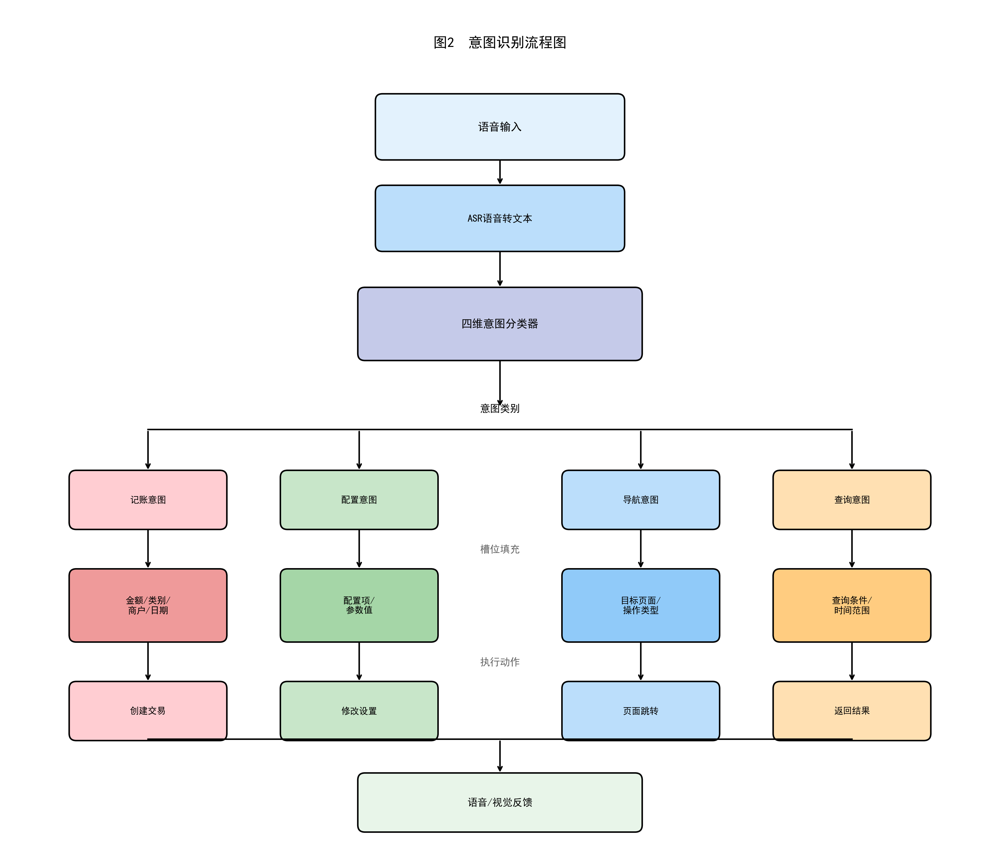 图2 意图识别流程图
语音输入
ASR语音转文本
四维意图分类器
意图类别
记账意图
配置意图
导航意图
查询意图
槽位填充
金额/类别/
商户/日期
配置项/
参数值
目标页面/
操作类型
查询条件/
时间范围
执行动作
创建交易
修改设置
页面跳转
返回结果
语音/视觉反馈